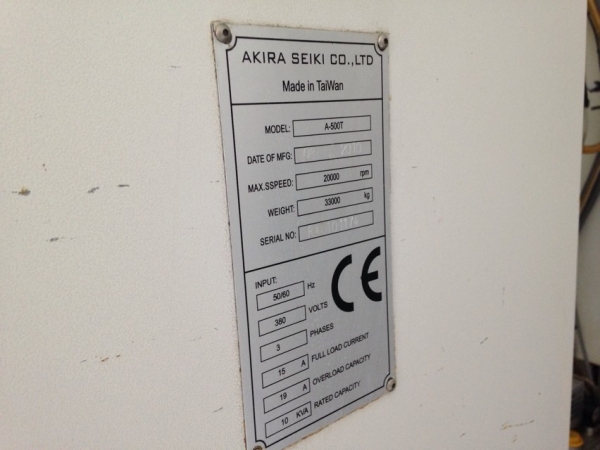 AKIRA SEIKI CO.,LTD
Made in TaiWan
MODEL: A-500T
DATE OF MFG: 2010
MAX.SSPEED: 20000 rpm
WEIGHT: 33000 kg
SERIAL NO:
INPUT:
50/60 Hz
380 VOLTS
3 PHASES
15 A FULL LOAD CURRENT
19 A OVERLOAD CAPACITY
10 KVA RATED CAPACITY
CE